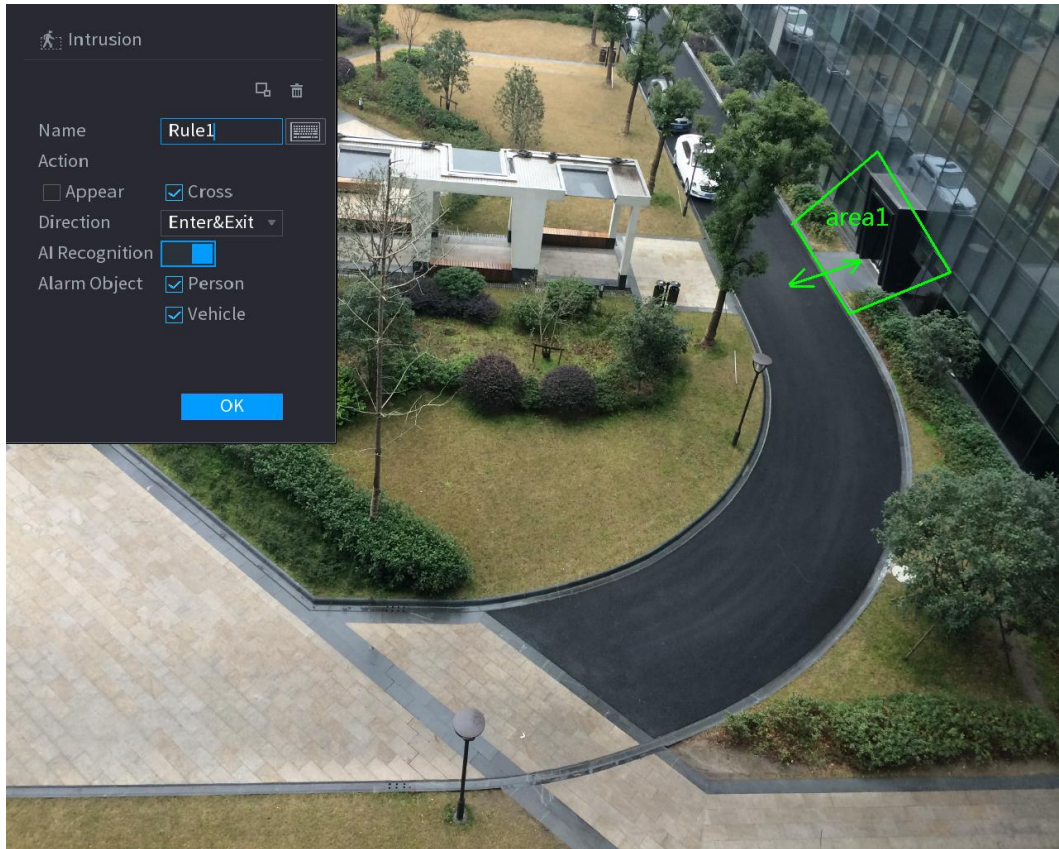 Intrusion
Name Rule1
Action
Appear Cross
Direction Enter&Exit
AI Recognition
Alarm Object Person
Vehicle
OK
area1